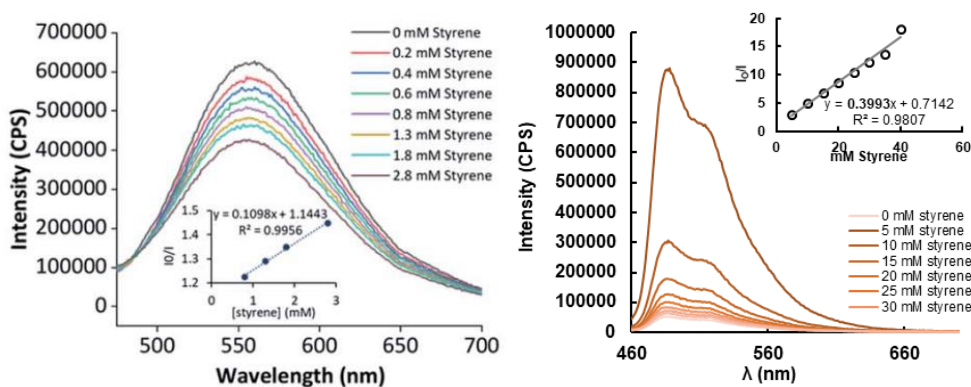 Intensity (CPS)
700000
600000
500000
400000
300000
200000
100000
0
0 mM Styrene
0.2 mM Styrene
0.4 mM Styrene
0.6 mM Styrene
0.8 mM Styrene
1.3 mM Styrene
1.8 mM Styrene
2.8 mM Styrene
I0/I
1.5
1.4
1.3
1.2
y = 0.1098x + 1.1443
R² = 0.9956
0 1 2 3
[styrene] (mM)
500 550 600 650 700
Wavelength (nm)
Intensity (CPS)
1000000
900000
800000
700000
600000
500000
400000
300000
200000
100000
0
I₀/I
20
15
10
5
0
y = 0.3993x + 0.7142
R² = 0.9807
0 20 40 60
mM Styrene
0 mM styrene
5 mM styrene
10 mM styrene
15 mM styrene
20 mM styrene
25 mM styrene
30 mM styrene
460 560 660
λ (nm)